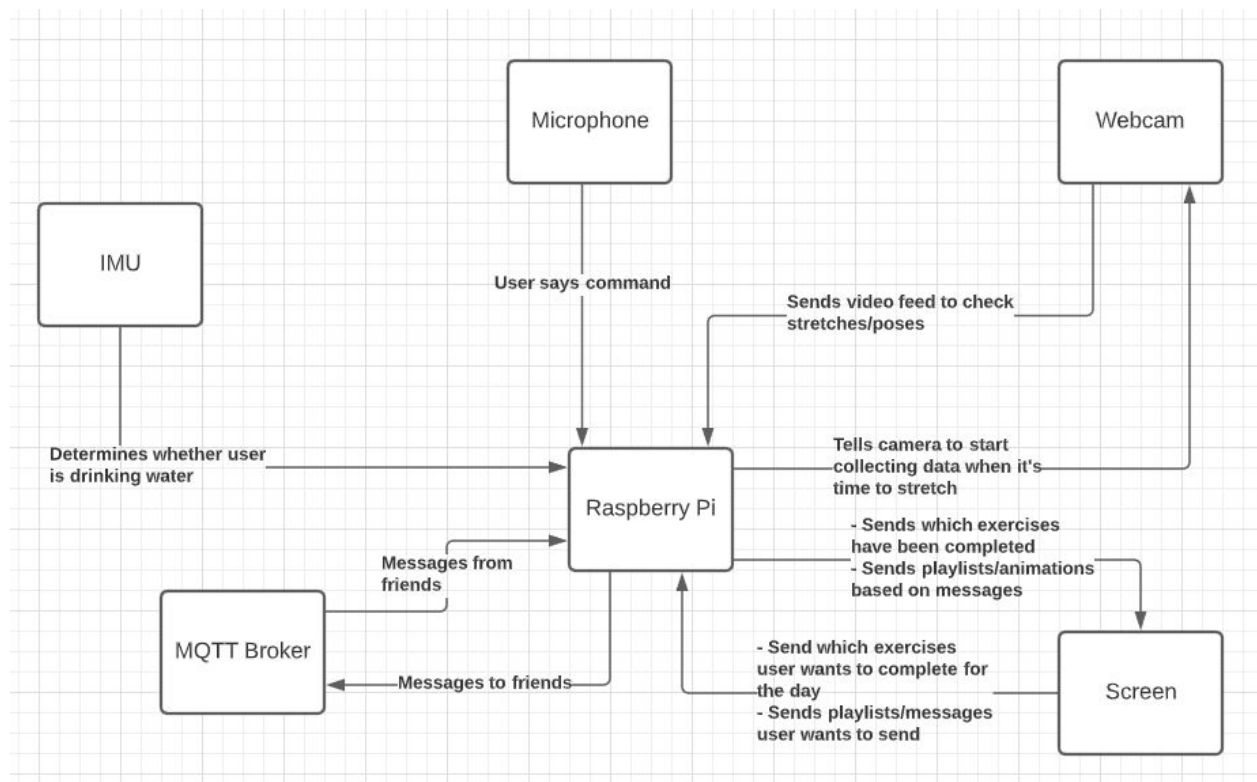 Microphone
Webcam
IMU
User says command
Sends video feed to check
stretches/poses
Determines whether user
is drinking water
Tells camera to start
collecting data when it's
time to stretch
Raspberry Pi
- Sends which exercises
have been completed
- Sends playlists/animations
based on messages
Messages from
friends
MQTT Broker
Messages to friends
- Send which exercises
user wants to complete for
the day
- Sends playlists/messages
user wants to send
Screen